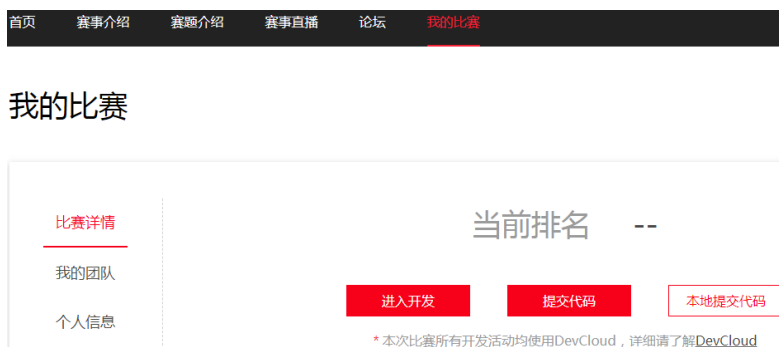 首页 赛事介绍 赛题介绍 赛事直播 论坛 我的比赛
我的比赛
比赛详情
我的团队
个人信息
当前排名 --
进入开发 提交代码 本地提交代码
* 本次比赛所有开发活动均使用DevCloud，详细请了解DevCloud